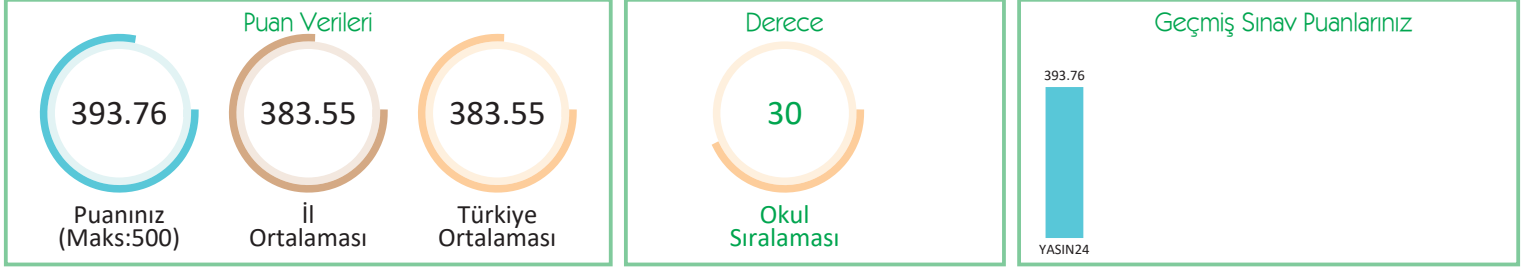 Puan Verileri
393.76
383.55
383.55
Puanınız
(Maks:500)
İl
Ortalaması
Türkiye
Ortalaması
Derece
30
Okul
Sıralaması
Geçmiş Sınav Puanlarınız
393.76
YASIN24